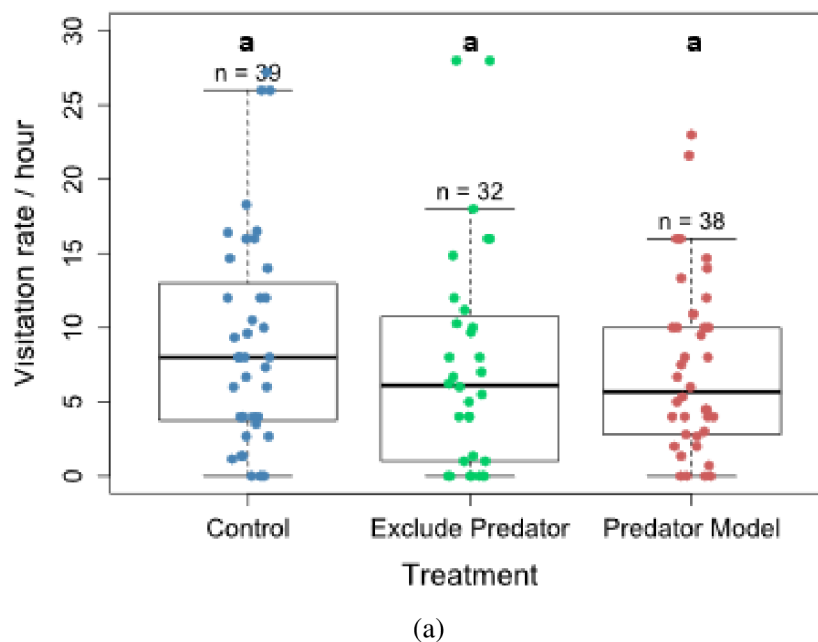 30
25
20
15
10
5
0
Visitation rate / hour
a
a
a
n = 39
n = 32
n = 38
Control
Exclude Predator
Predator Model
Treatment
(a)